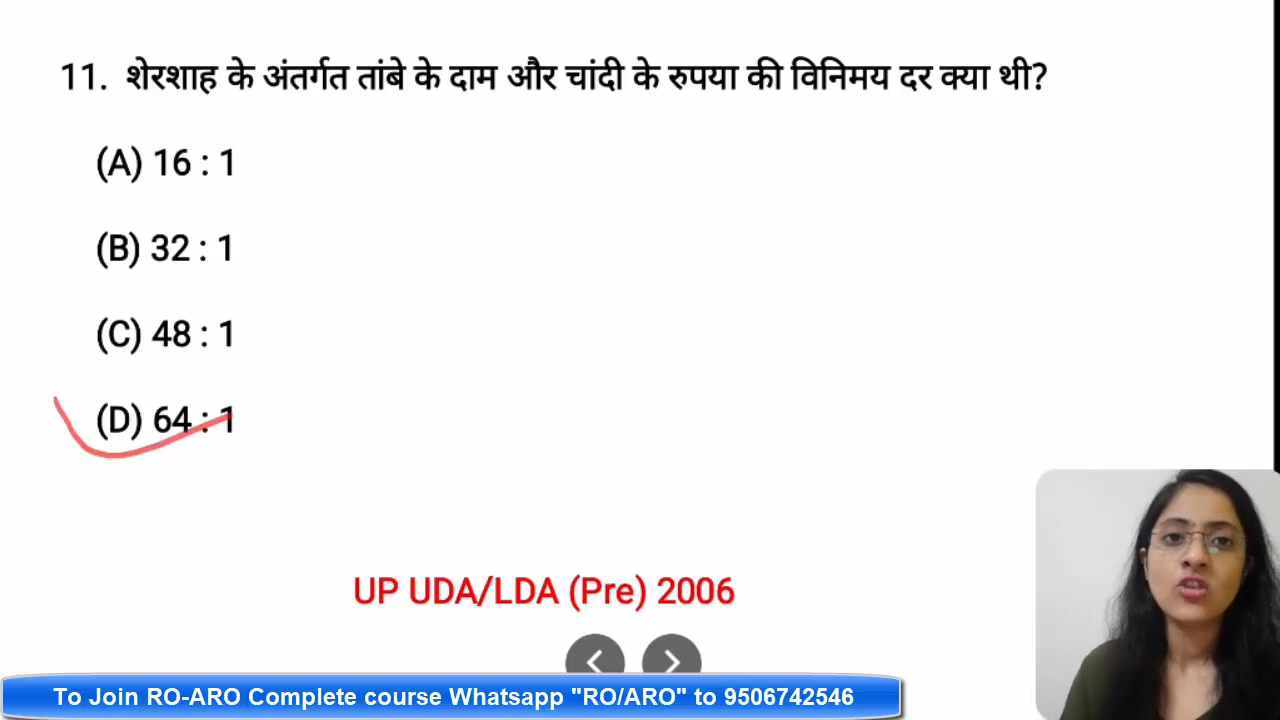 11. शेरशाह के अंतर्गत तांबे के दाम और चांदी के रुपया की विनिमय दर क्या थी?
(A) 16 : 1
(B) 32 : 1
(C) 48 : 1
(D) 64 : 1
UP UDA/LDA (Pre) 2006
To Join RO-ARO Complete course Whatsapp "RO/ARO" to 9506742546